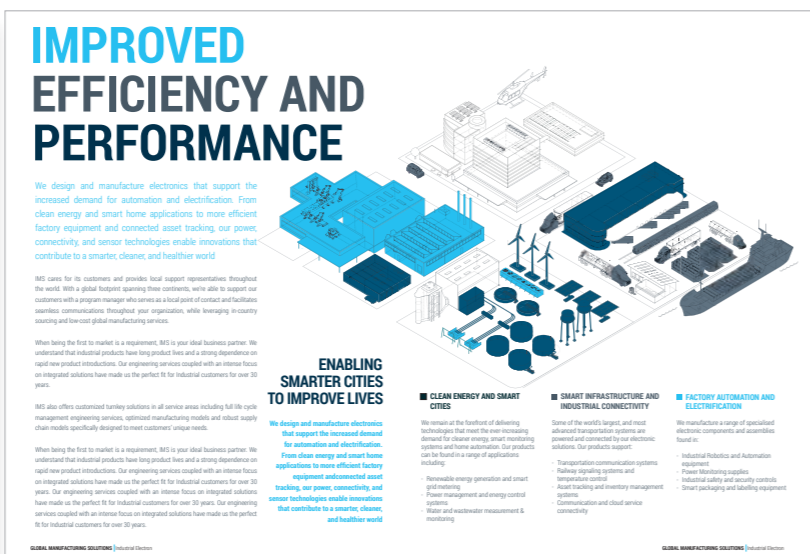 IMPROVED
EFFICIENCY AND
PERFORMANCE
We design and manufacture electronics that support the
increased demand for automation and electrification. From
clean energy and smart home applications to more efficient
factory equipment and connected asset tracking, our power,
connectivity, and sensor technologies enable innovations that
contribute to a smarter, cleaner, and healthier world
IMS cares for its customers and provides local support representatives throughout
the world. With a global footprint spanning three continents, we're able to support our
customers with a program manager who serves as a local point of contact and facilitates
seamless communications throughout your organization, while leveraging in-country
sourcing and low-cost global manufacturing services.
When being the first to market is a requirement, IMS is your ideal business partner. We
understand that industrial products have long product lives and a strong dependence on
rapid new product introductions. Our engineering services coupled with an intense focus
on integrated solutions have made us the perfect fit for Industrial customers for over 30
years.
IMS also offers customized turnkey solutions in all service areas including full life cycle
management engineering services, optimized manufacturing models and robust supply
chain models specifically designed to meet customers' unique needs.
When being the first to market is a requirement, IMS is your ideal business partner. We
understand that industrial products have long product lives and a strong dependence on
rapid new product introductions. Our engineering services coupled with an intense focus
on integrated solutions have made us the perfect fit for Industrial customers for over 30
years. Our engineering services coupled with an intense focus on integrated solutions
have made us the perfect fit for Industrial customers for over 30 years. Our engineering
services coupled with an intense focus on integrated solutions have made us the perfect
fit for Industrial customers for over 30 years.
ENABLING
SMARTER CITIES
TO IMPROVE LIVES
We design and manufacture electronics
that support the increased demand
for automation and electrification.
From clean energy and smart home
applications to more efficient factory
equipment andconnected asset
tracking, our power, connectivity, and
sensor technologies enable innovations
that contribute to a smarter, cleaner,
and healthier world
CLEAN ENERGY AND SMART
CITIES
We remain at the forefront of delivering
technologies that meet the ever-increasing
demand for cleaner energy, smart monitoring
systems and home automation. Our products
can be found in a range of applications
including:
- Renewable energy generation and smart
grid metering
- Power management and energy control
systems
- Water and wastewater measurement &
monitoring
SMART INFRASTRUCTURE AND
INDUSTRIAL CONNECTIVITY
Some of the world's largest, and most
advanced transportation systems are
powered and connected by our electronic
solutions. Our products support:
- Transportation communication systems
- Railway signaling systems and
temperature control
- Asset tracking and inventory management
systems
- Communication and cloud service
connectivity
FACTORY AUTOMATION AND
ELECTRIFICATION
We manufacture a range of specialised
electronic components and assemblies
found in:
- Industrial Robotics and Automation
equipment
- Power Monitoring supplies
- Industrial safety and security controls
- Smart packaging and labelling equipment
GLOBAL MANUFACTURING SOLUTIONS | Industrial Electron
GLOBAL MANUFACTURING SOLUTIONS | Industrial Electron